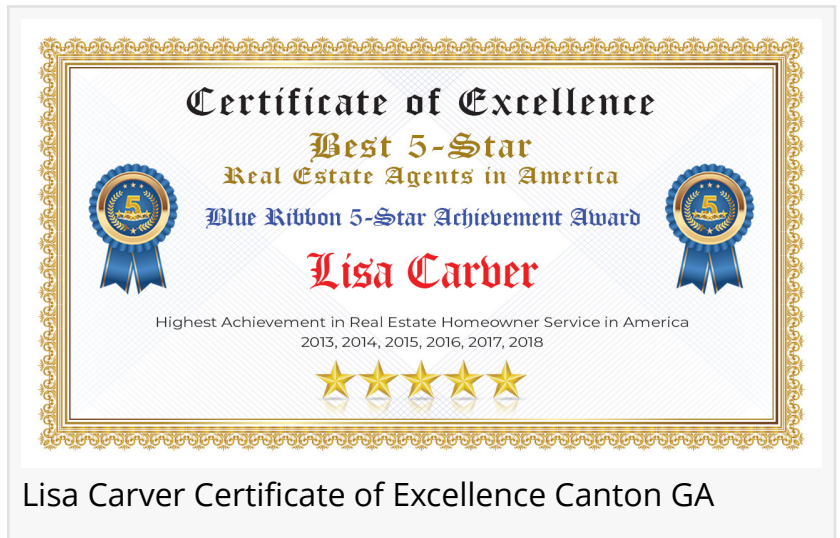 Certificate of Excellence
Best 5-Star
Real Estate Agents in America
Blue Ribbon 5-Star Achievement Award
Lisa Carver
Highest Achievement in Real Estate Homeowner Service in America
2013, 2014, 2015, 2016, 2017, 2018
5
5
Lisa Carver Certificate of Excellence Canton GA